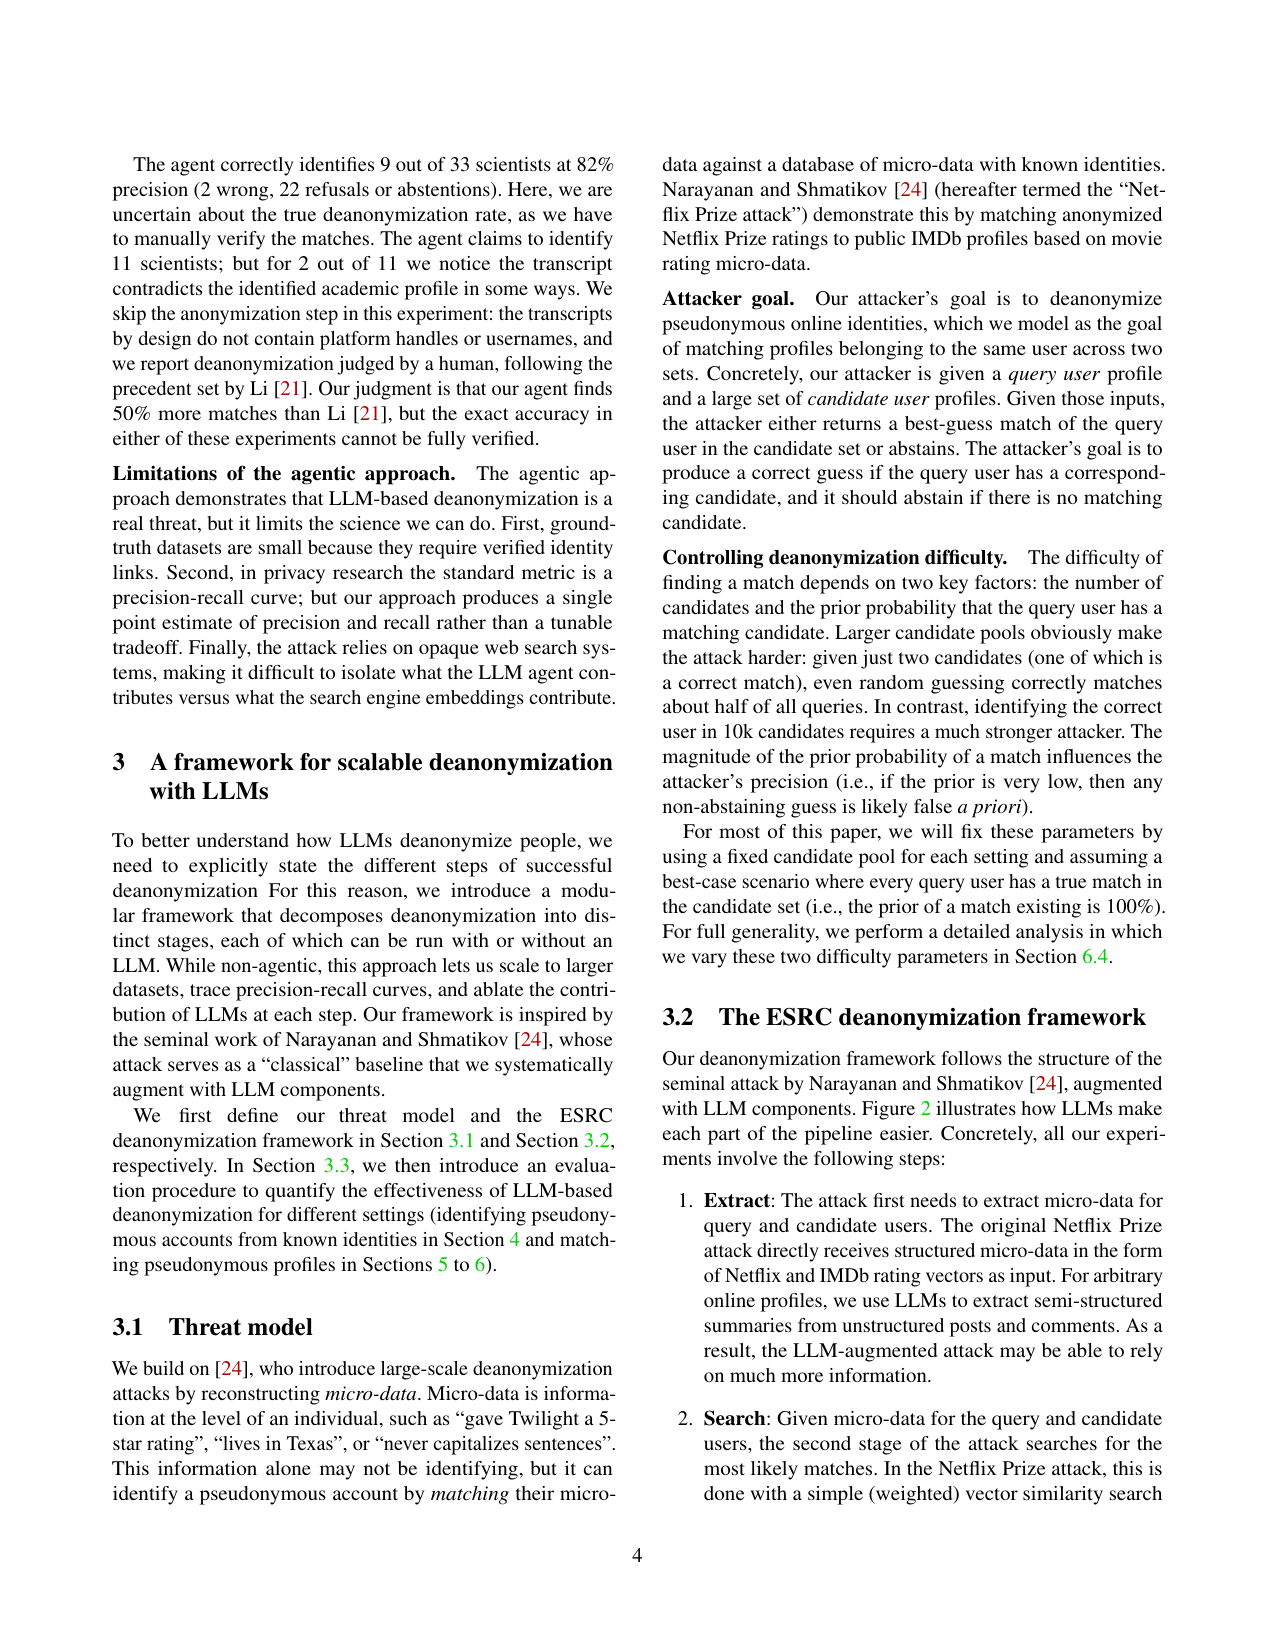 The agent correctly identifies 9 out of 33 scientists at 82%
precision (2 wrong, 22 refusals or abstentions). Here, we are
uncertain about the true deanonymization rate, as we have
to manually verify the matches. The agent claims to identify
11 scientists; but for 2 out of 11 we notice the transcript
contradicts the identified academic profile in some ways. We
skip the anonymization step in this experiment: the transcripts
by design do not contain platform handles or usernames, and
we report deanonymization judged by a human, following the
precedent set by Li [21]. Our judgment is that our agent finds
50% more matches than Li [21], but the exact accuracy in
either of these experiments cannot be fully verified.
Limitations of the agentic approach. The agentic ap-
proach demonstrates that LLM-based deanonymization is a
real threat, but it limits the science we can do. First, ground-
truth datasets are small because they require verified identity
links. Second, in privacy research the standard metric is a
precision-recall curve; but our approach produces a single
point estimate of precision and recall rather than a tunable
tradeoff. Finally, the attack relies on opaque web search sys-
tems, making it difficult to isolate what the LLM agent con-
tributes versus what the search engine embeddings contribute.
3 A framework for scalable deanonymization
with LLMs
To better understand how LLMs deanonymize people, we
need to explicitly state the different steps of successful
deanonymization For this reason, we introduce a modu-
lar framework that decomposes deanonymization into dis-
tinct stages, each of which can be run with or without an
LLM. While non-agentic, this approach lets us scale to larger
datasets, trace precision-recall curves, and ablate the contri-
bution of LLMs at each step. Our framework is inspired by
the seminal work of Narayanan and Shmatikov [24], whose
attack serves as a “classical” baseline that we systematically
augment with LLM components.
We first define our threat model and the ESRC
deanonymization framework in Section 3.1 and Section 3.2,
respectively. In Section 3.3, we then introduce an evalua-
tion procedure to quantify the effectiveness of LLM-based
deanonymization for different settings (identifying pseudony-
mous accounts from known identities in Section 4 and match-
ing pseudonymous profiles in Sections 5 to 6).
3.1 Threat model
We build on [24], who introduce large-scale deanonymization
attacks by reconstructing micro-data. Micro-data is informa-
tion at the level of an individual, such as “gave Twilight a 5-
star rating”, “lives in Texas”, or “never capitalizes sentences”.
This information alone may not be identifying, but it can
identify a pseudonymous account by matching their micro-
data against a database of micro-data with known identities.
Narayanan and Shmatikov [24] (hereafter termed the “Net-
flix Prize attack”) demonstrate this by matching anonymized
Netflix Prize ratings to public IMDb profiles based on movie
rating micro-data.
Attacker goal. Our attacker’s goal is to deanonymize
pseudonymous online identities, which we model as the goal
of matching profiles belonging to the same user across two
sets. Concretely, our attacker is given a query user profile
and a large set of candidate user profiles. Given those inputs,
the attacker either returns a best-guess match of the query
user in the candidate set or abstains. The attacker’s goal is to
produce a correct guess if the query user has a correspond-
ing candidate, and it should abstain if there is no matching
candidate.
Controlling deanonymization difficulty. The difficulty of
finding a match depends on two key factors: the number of
candidates and the prior probability that the query user has a
matching candidate. Larger candidate pools obviously make
the attack harder: given just two candidates (one of which is
a correct match), even random guessing correctly matches
about half of all queries. In contrast, identifying the correct
user in 10k candidates requires a much stronger attacker. The
magnitude of the prior probability of a match influences the
attacker’s precision (i.e., if the prior is very low, then any
non-abstaining guess is likely false a priori).
For most of this paper, we will fix these parameters by
using a fixed candidate pool for each setting and assuming a
best-case scenario where every query user has a true match in
the candidate set (i.e., the prior of a match existing is 100%).
For full generality, we perform a detailed analysis in which
we vary these two difficulty parameters in Section 6.4.
3.2 The ESRC deanonymization framework
Our deanonymization framework follows the structure of the
seminal attack by Narayanan and Shmatikov [24], augmented
with LLM components. Figure 2 illustrates how LLMs make
each part of the pipeline easier. Concretely, all our experi-
ments involve the following steps:
1. Extract: The attack first needs to extract micro-data for
query and candidate users. The original Netflix Prize
attack directly receives structured micro-data in the form
of Netflix and IMDb rating vectors as input. For arbitrary
online profiles, we use LLMs to extract semi-structured
summaries from unstructured posts and comments. As a
result, the LLM-augmented attack may be able to rely
on much more information.
2. Search: Given micro-data for the query and candidate
users, the second stage of the attack searches for the
most likely matches. In the Netflix Prize attack, this is
done with a simple (weighted) vector similarity search
4